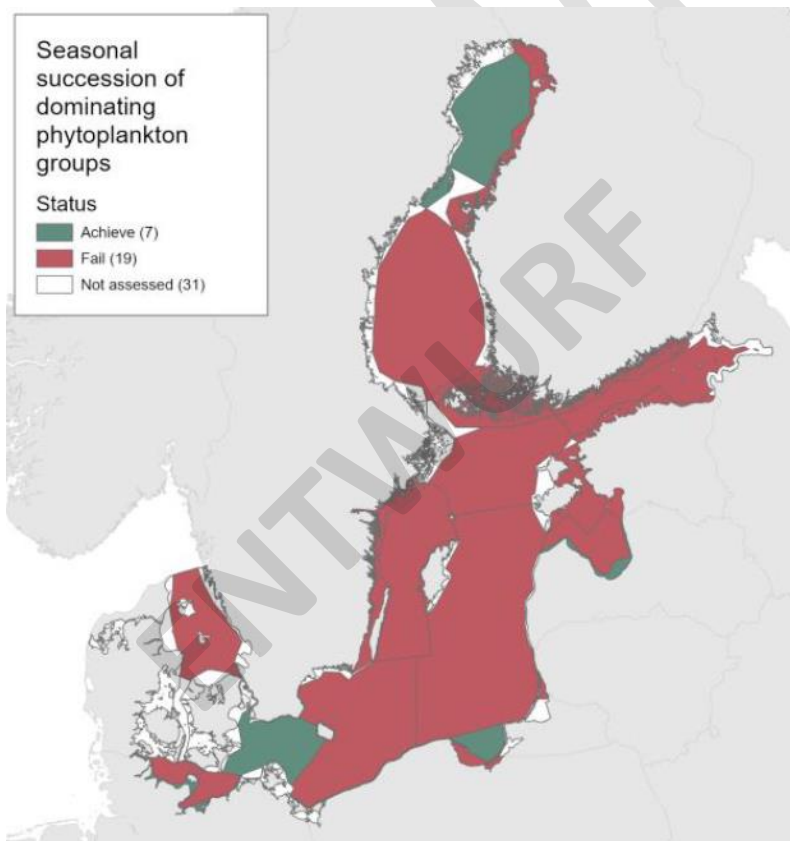 Seasonal
succession of
dominating
phytoplankton
groups
Status
Achieve (7)
Fail (19)
Not assessed (31)
ENTWURF